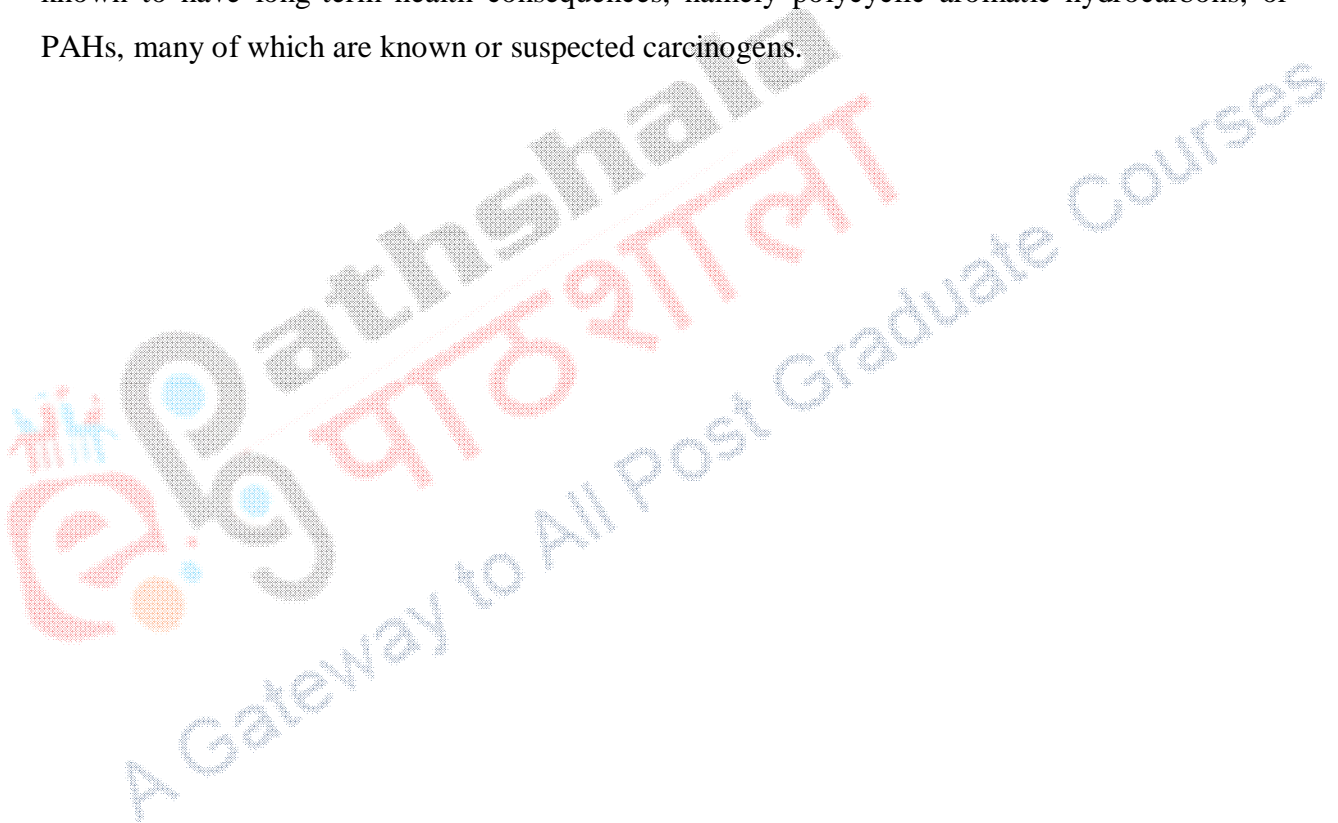 known to have long-term health consequences, namely polycyclic aromatic hydrocarbons, or
PAHs, many of which are known or suspected carcinogens.
Pathshala
पाठशाला
A Gateway to All Post Graduate Courses